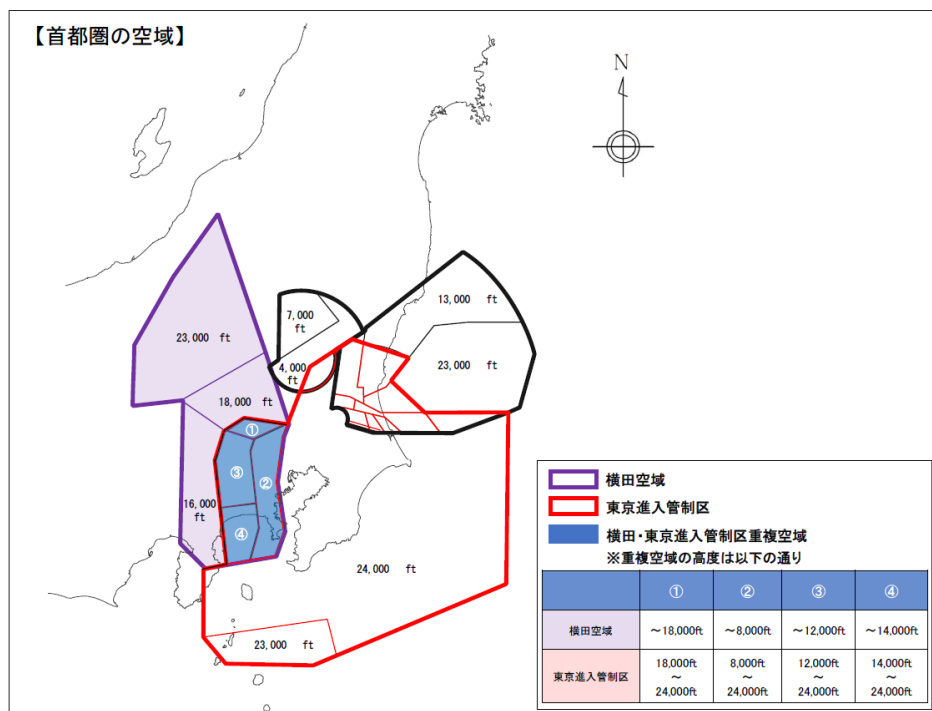 【首都圏の空域】
N
13,000 ft
7,000
ft
23,000 ft
23,000 ft
4,000
ft
18,000 ft
①
③
②
16,000
ft
④
24,000 ft
23,000 ft
横田空域
東京進入管制区
横田・東京進入管制区重複空域
※重複空域の高度は以下の通り
① ② ③ ④
横田空域 ～18,000ft ～8,000ft ～12,000ft ～14,000ft
東京進入管制区 18,000ft～24,000ft 8,000ft～24,000ft 12,000ft～24,000ft 14,000ft～24,000ft